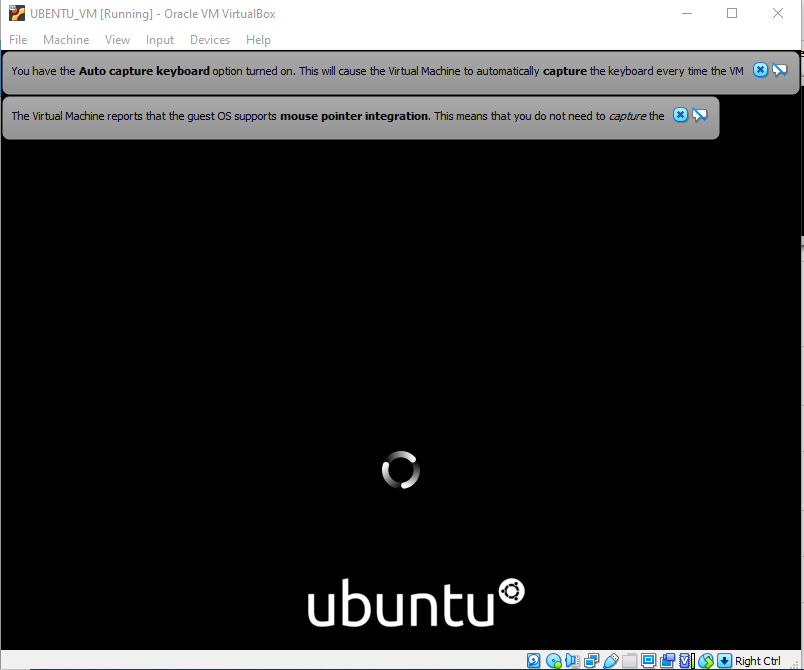 UBENTU_VM [Running] - Oracle VM VirtualBox
File Machine View Input Devices Help
You have the Auto capture keyboard option turned on. This will cause the Virtual Machine to automatically capture the keyboard every time the VM
The Virtual Machine reports that the guest OS supports mouse pointer integration. This means that you do not need to capture the
ubuntu
Right Ctrl